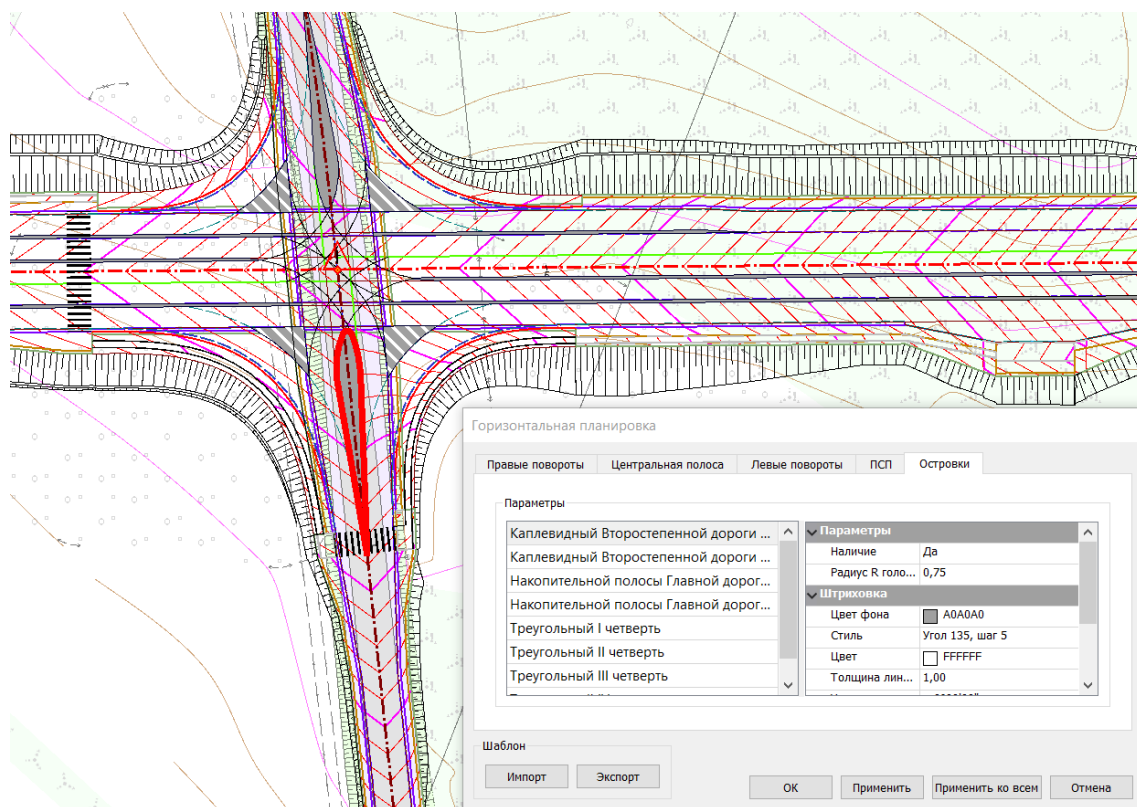 Горизонтальная планировка
Правые повороты Центральная полоса Левые повороты ПСП Островки
Параметры
Каплевидный Второстепенной дороги ...
Каплевидный Второстепенной дороги ...
Накопительной полосы Главной дорог...
Накопительной полосы Главной дорог...
Треугольный I четверть
Треугольный II четверть
Треугольный III четверть
Параметры
Наличие Да
Радиус R голо... 0,75
Штриховка
Цвет фона A0A0A0
Стиль Угол 135, шаг 5
Цвет FFFFFF
Толщина лин... 1,00
Шаблон
Импорт Экспорт
ОК Применить Применить ко всем Отмена